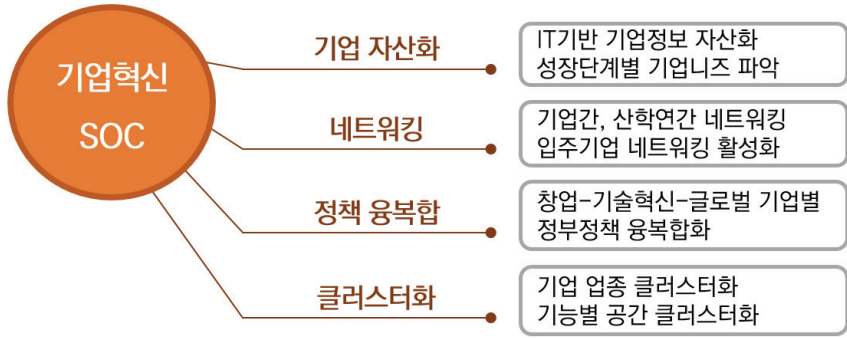 기업혁신
SOC
기업 자산화
IT기반 기업정보 자산화
성장단계별 기업니즈 파악
네트워킹
기업간, 산학연간 네트워킹
입주기업 네트워킹 활성화
정책 융복합
창업-기술혁신-글로벌 기업별
정부정책 융복합화
클러스터화
기업 업종 클러스터화
기능별 공간 클러스터화